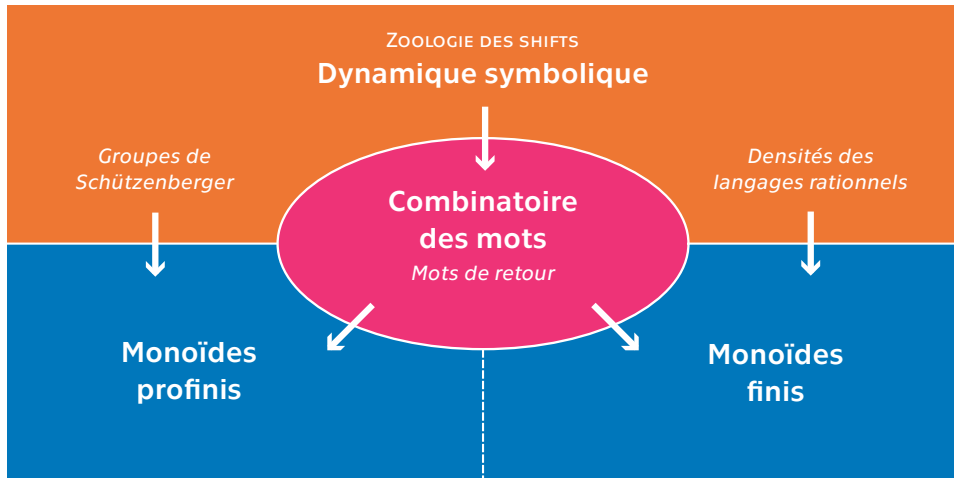 Zoologie des shifts
Dynamique symbolique
Groupes de
Schützenberger
Densités des
langages rationnels
Combinatoire
des mots
Mots de retour
Monoïdes
profinis
Monoïdes
finis